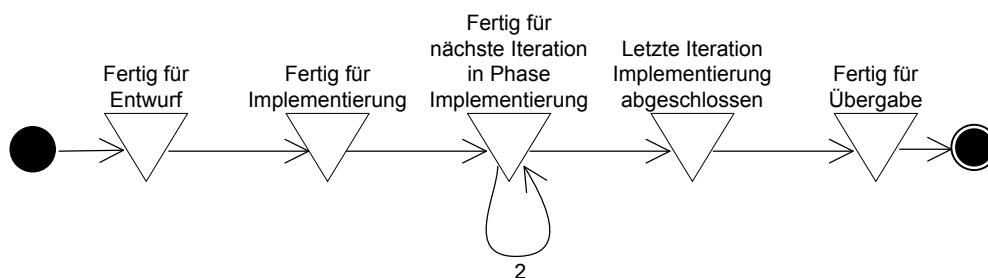 Fertig für
Entwurf
Fertig für
Implementierung
Fertig für
nächste Iteration
in Phase
Implementierung
Letzte Iteration
Implementierung
abgeschlossen
Fertig für
Übergabe
2